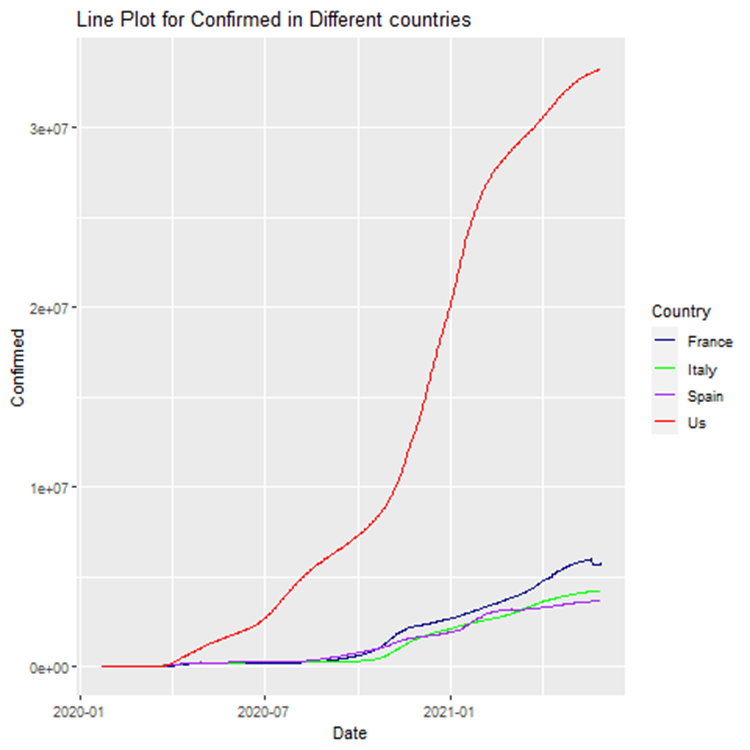 Line Plot for Confirmed in Different countries
Confirmed
3e+07
2e+07
1e+07
0e+00
2020-01
2020-07
2021-01
Date
Country
France
Italy
Spain
Us